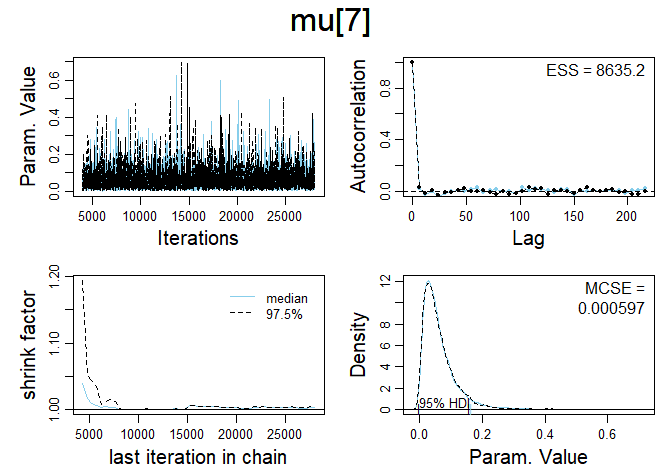 mu[7]
Param. Value
0.0 0.1 0.2 0.3 0.4 0.6
5000 10000 15000 20000 25000
Iterations
Autocorrelation
0.0 0.4 0.8
ESS = 8635.2
0 50 100 150 200
Lag
shrink factor
1.00 1.10 1.20
median
97.5%
5000 10000 15000 20000 25000
last iteration in chain
Density
0 2 4 6 8 12
MCSE =
0.000597
95% HDI
0.0 0.2 0.4 0.6
Param. Value